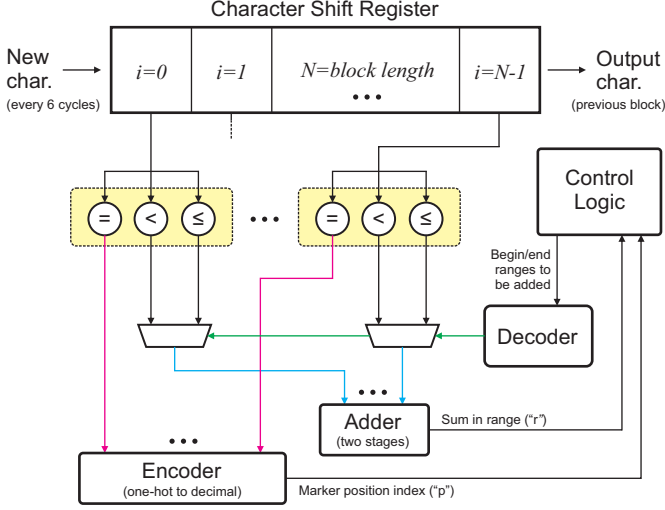 Character Shift Register
New
char.
(every 6 cycles)
i=0
i=1
N=block length
•••
i=N-1
Output
char.
(previous block)
= < ≤
•••
= < ≤
Control
Logic
Begin/end
ranges to
be added
Decoder
•••
Adder
(two stages)
Sum in range (“r”)
•••
Encoder
(one-hot to decimal)
Marker position index (“p”)